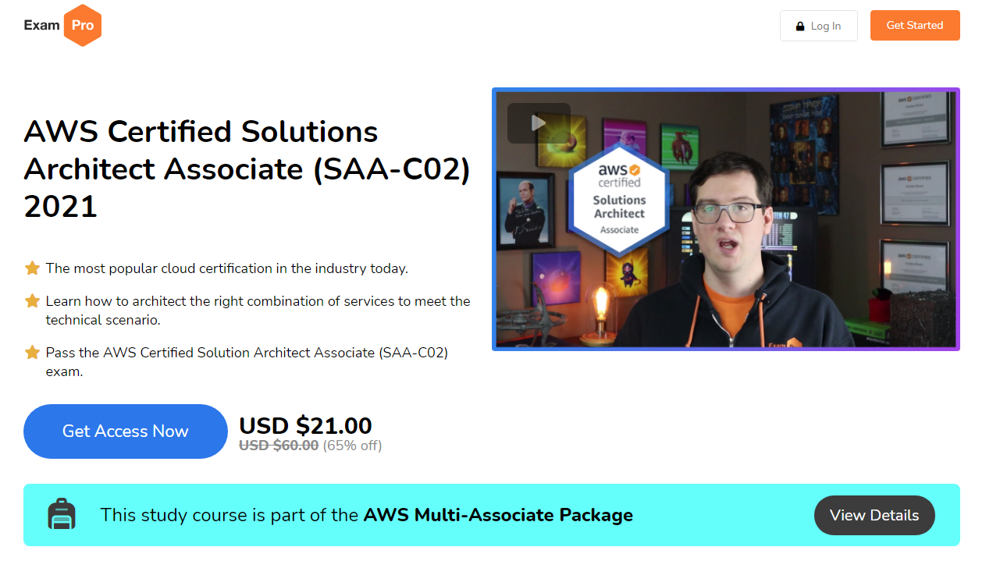 Exam Pro
Log In
Get Started
AWS Certified Solutions
Architect Associate (SAA-C02)
2021
The most popular cloud certification in the industry today.
Learn how to architect the right combination of services to meet the
technical scenario.
Pass the AWS Certified Solution Architect Associate (SAA-C02)
exam.
Get Access Now
USD $21.00
USD $60.00 (65% off)
aws
certified
Solutions
Architect
Associate
This study course is part of the AWS Multi-Associate Package
View Details